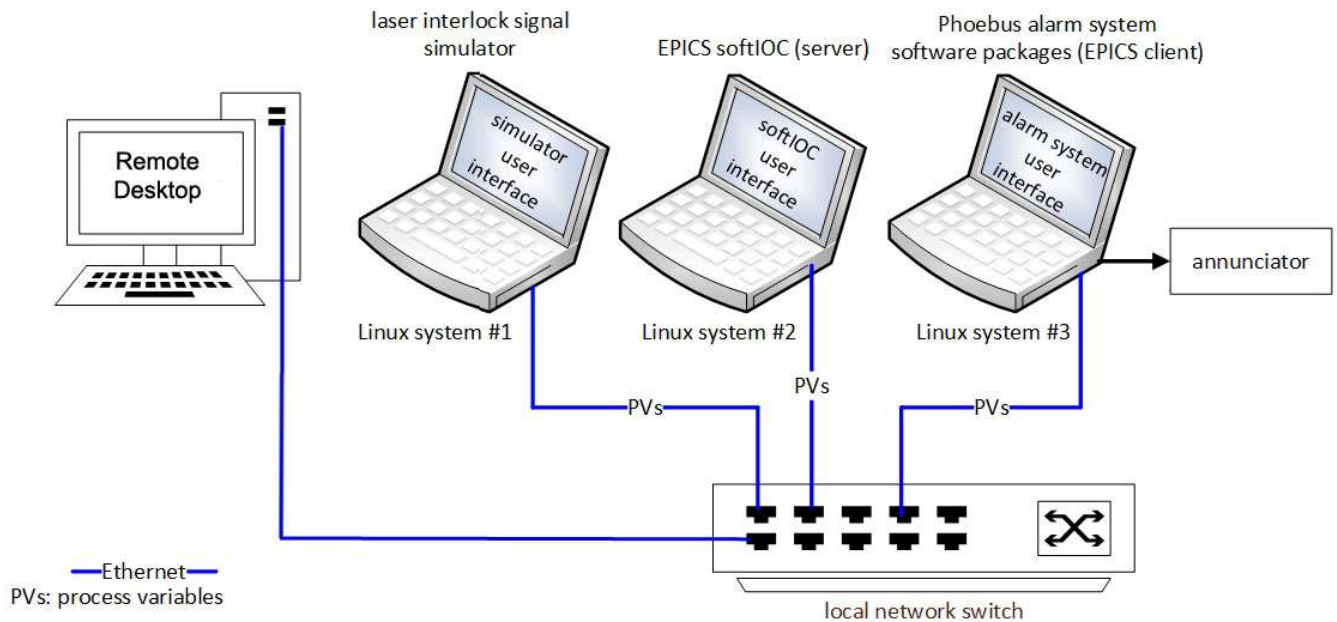 laser interlock signal
simulator
EPICS softIOC (server)
Phoebus alarm system
software packages (EPICS client)
Remote
Desktop
simulator
user
interface
softIOC
user
interface
alarm system
user
interface
annunciator
Linux system #1
Linux system #2
Linux system #3
PVs
PVs
PVs
Ethernet
PVs: process variables
local network switch